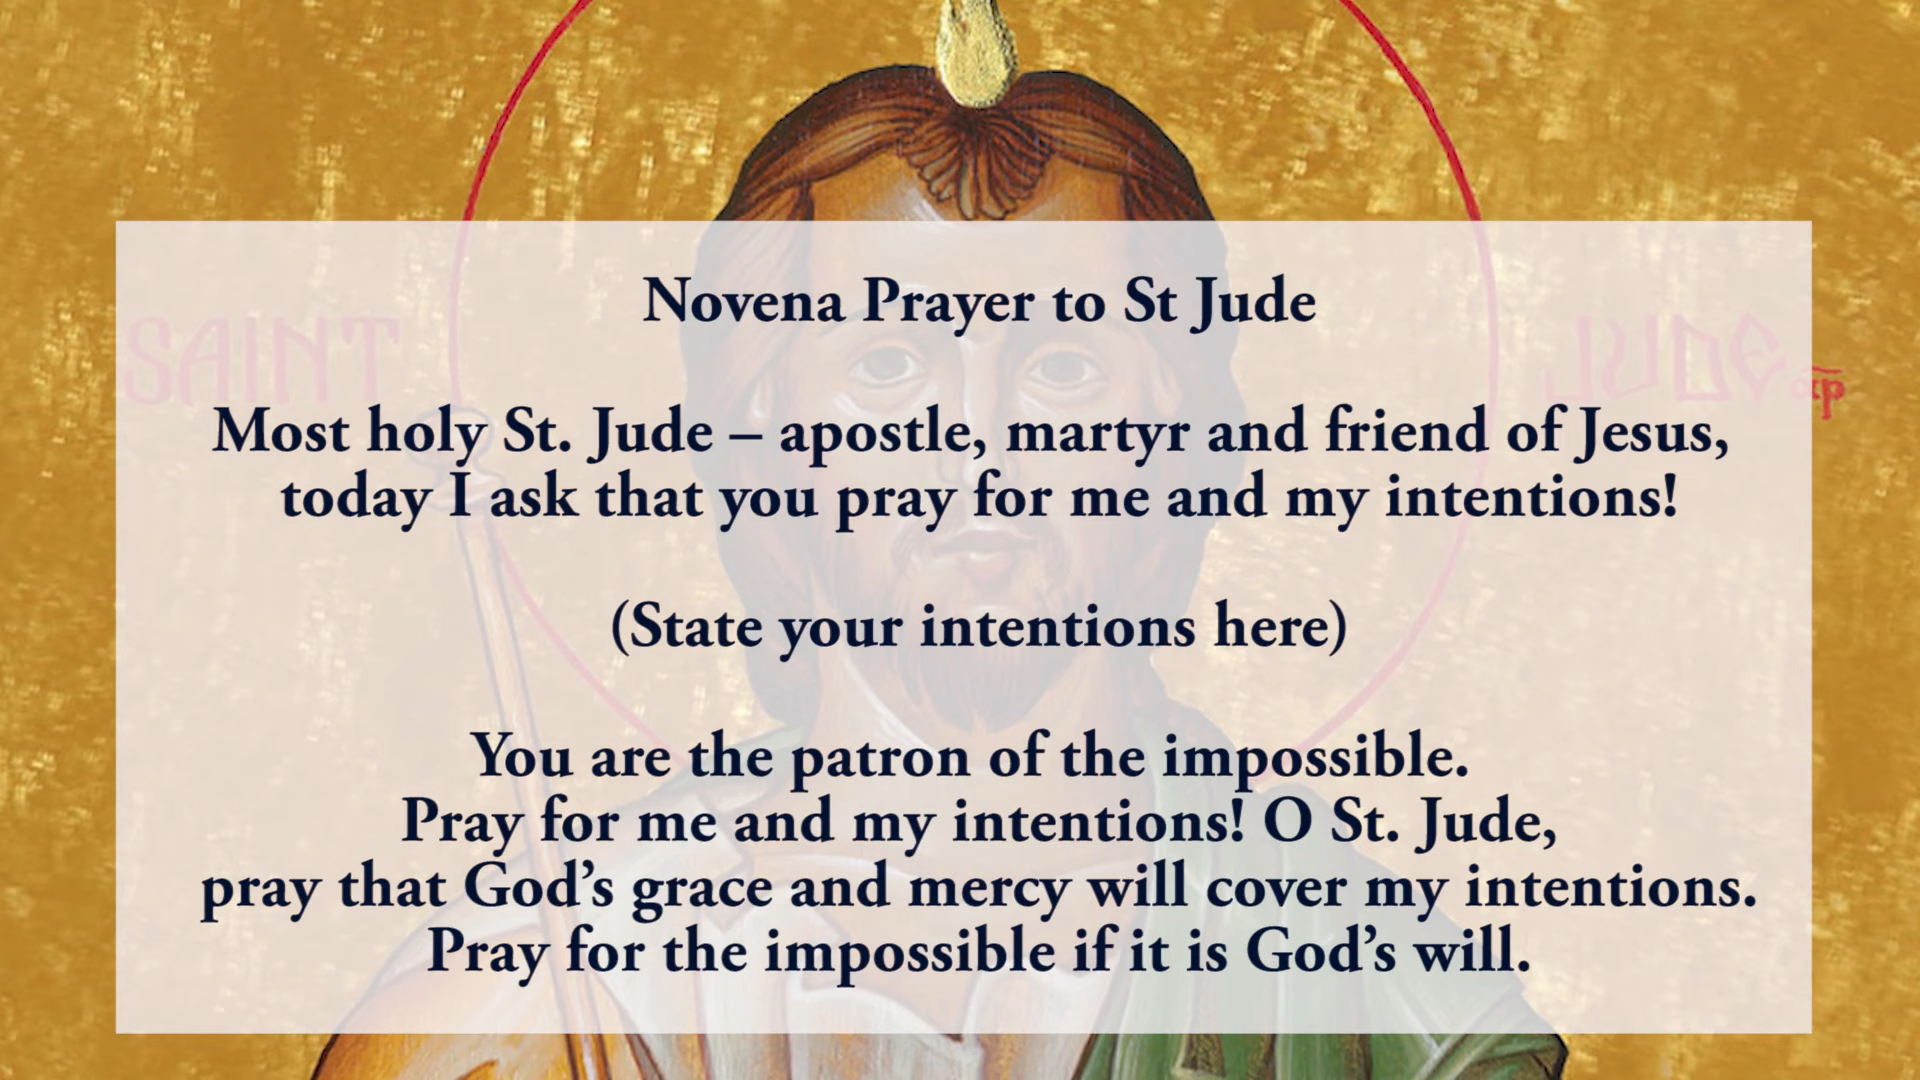 Novena Prayer to St Jude
SAINT
JUDE
Most holy St. Jude – apostle, martyr and friend of Jesus,
today I ask that you pray for me and my intentions!
(State your intentions here)
You are the patron of the impossible.
Pray for me and my intentions! O St. Jude,
pray that God’s grace and mercy will cover my intentions.
Pray for the impossible if it is God’s will.